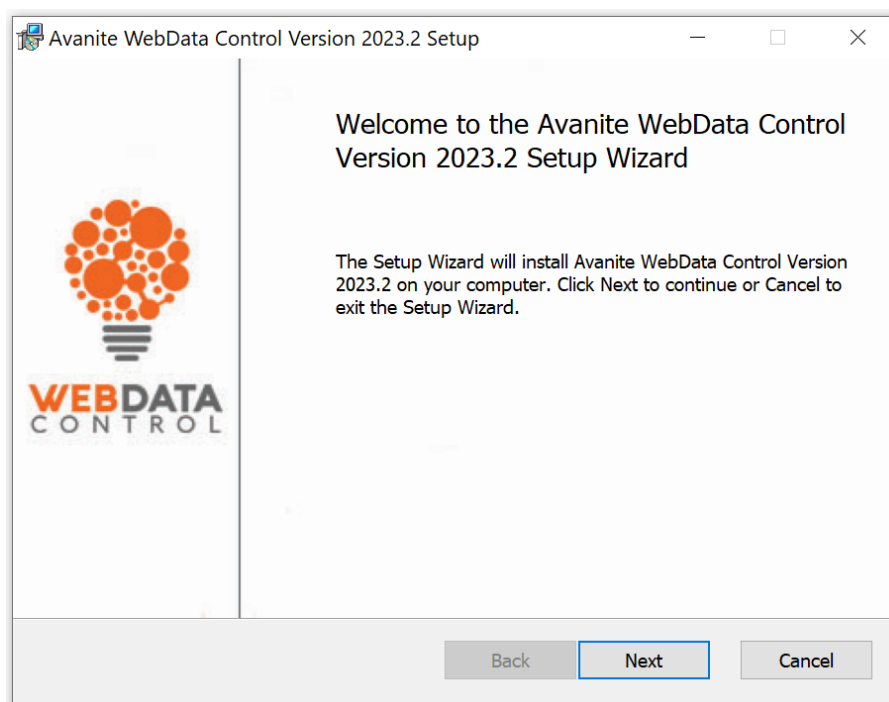 Avanite WebData Control Version 2023.2 Setup
Welcome to the Avanite WebData Control
Version 2023.2 Setup Wizard
The Setup Wizard will install Avanite WebData Control Version
2023.2 on your computer. Click Next to continue or Cancel to
exit the Setup Wizard.
WEBDATA
CONTROL
Back
Next
Cancel